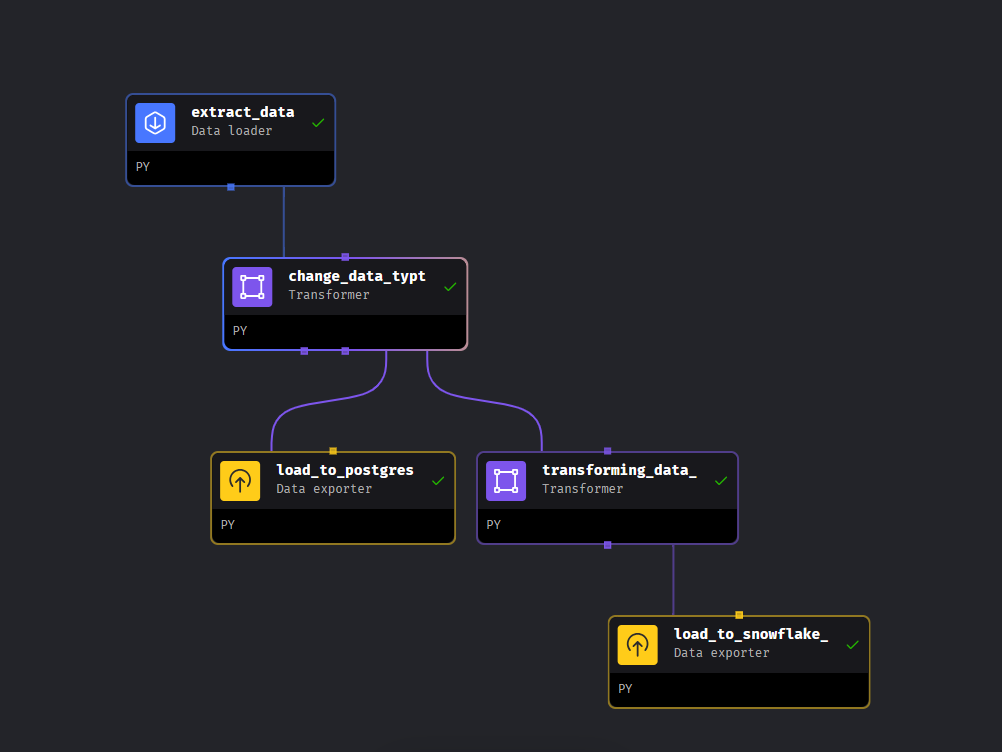 extract_data
Data loader
PY
change_data_typt
Transformer
PY
load_to_postgres
Data exporter
PY
transforming_data_
Transformer
PY
load_to_snowflake_
Data exporter
PY